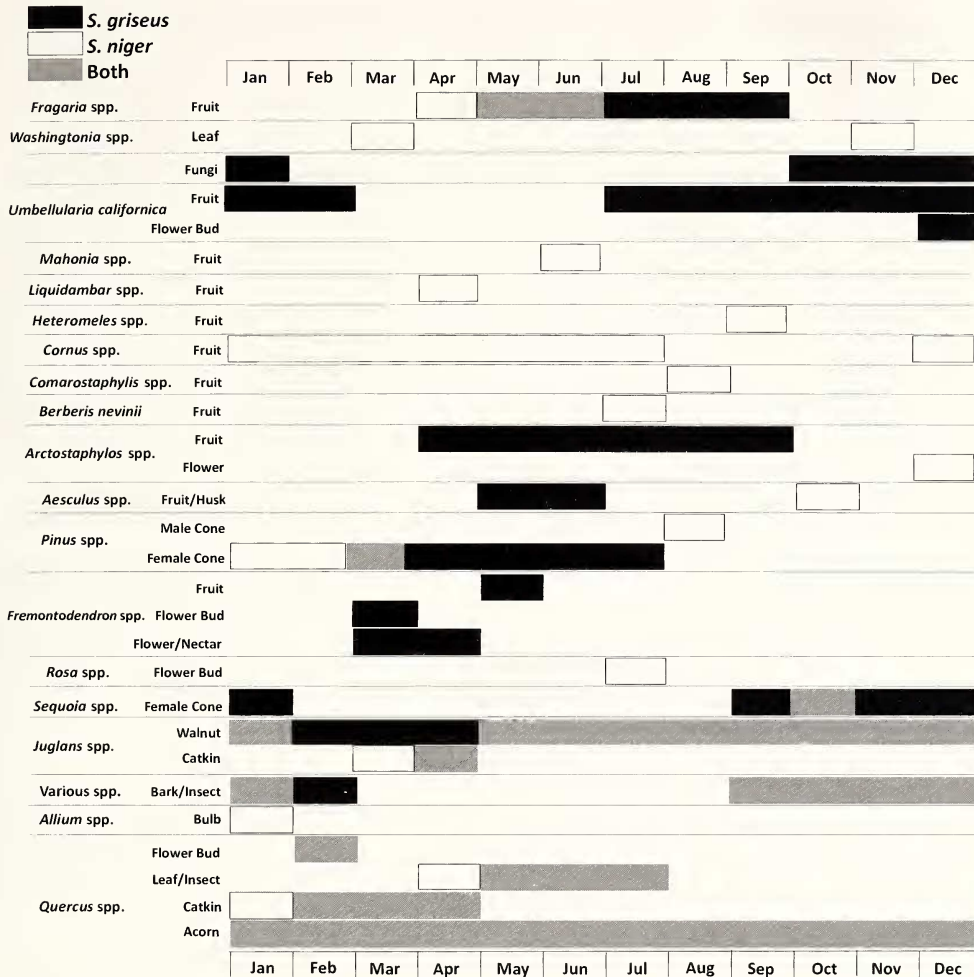 S. griseus
S. niger
Both
Jan Feb Mar Apr May Jun Jul Aug Sep Oct Nov Dec
Fragaria spp. Fruit
Washingtonia spp. Leaf
Fungi
Umbellularia californica Fruit
Flower Bud
Mahonia spp. Fruit
Liquidambar spp. Fruit
Heteromeles spp. Fruit
Cornus spp. Fruit
Comarostaphylis spp. Fruit
Berberis nevinii Fruit
Arctostaphylos spp. Fruit
Flower
Aesculus spp. Fruit/Husk
Pinus spp. Male Cone
Female Cone
Fruit
Fremontodendron spp. Flower Bud
Flower/Nectar
Rosa spp. Flower Bud
Sequoia spp. Female Cone
Juglans spp. Walnut
Catkin
Various spp. Bark/Insect
Allium spp. Bulb
Flower Bud
Leaf/Insect
Quercus spp. Catkin
Acorn
Jan Feb Mar Apr May Jun Jul Aug Sep Oct Nov Dec